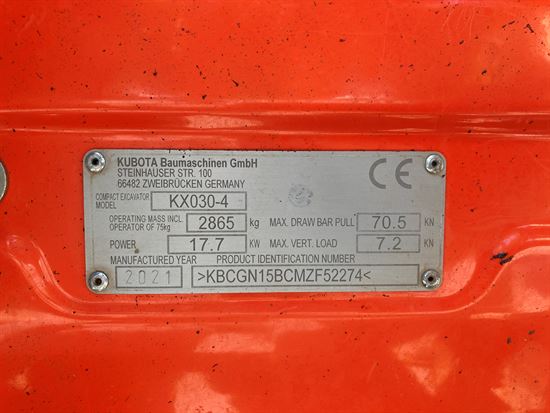 KUBOTA Baumaschinen GmbH
STEINHAUSER STR. 100
66482 ZWEIBRÜCKEN GERMANY
CE
COMPACT EXCAVATOR
MODEL KX030-4
OPERATING MASS INCL.
OPERATOR OF 75kg 2865 kg MAX. DRAW BAR PULL 70.5 KN
POWER 17.7 KW MAX. VERT. LOAD 7.2 KN
MANUFACTURED YEAR PRODUCT IDENTIFICATION NUMBER
2021 >KBCGN15BCMZF52274<